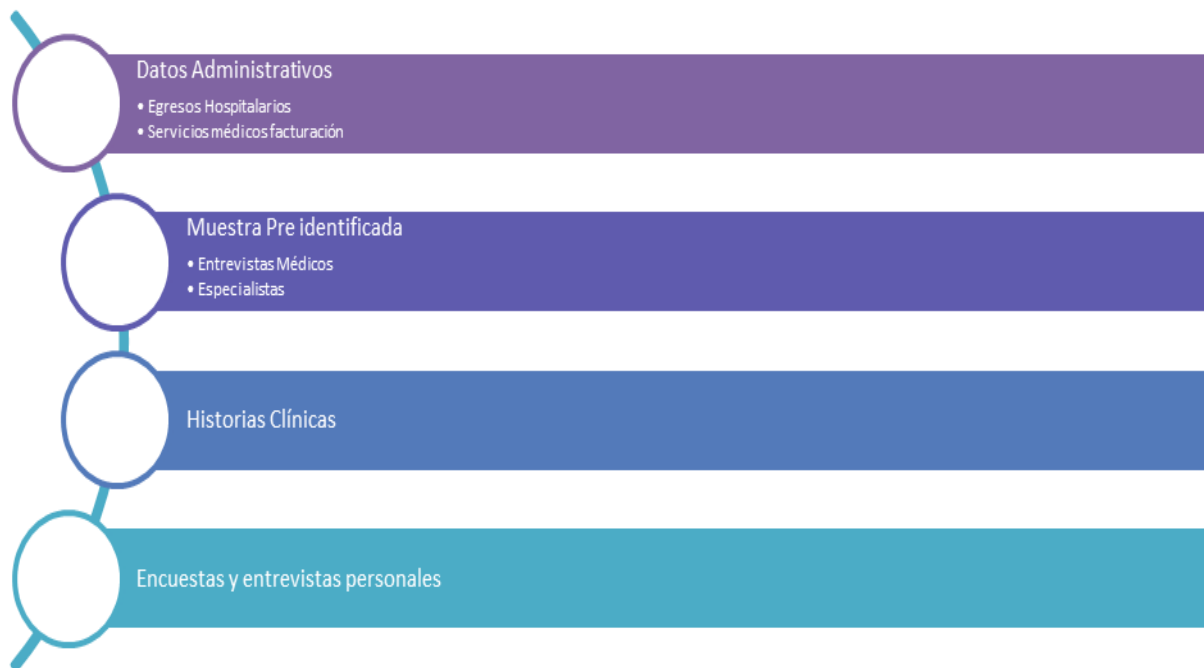 Datos Administrativos
• Egresos Hospitalarios
• Servicios médicos facturación
Muestra Pre identificada
• Entrevistas Médicos
• Especialistas
Historias Clínicas
Encuestas y entrevistas personales